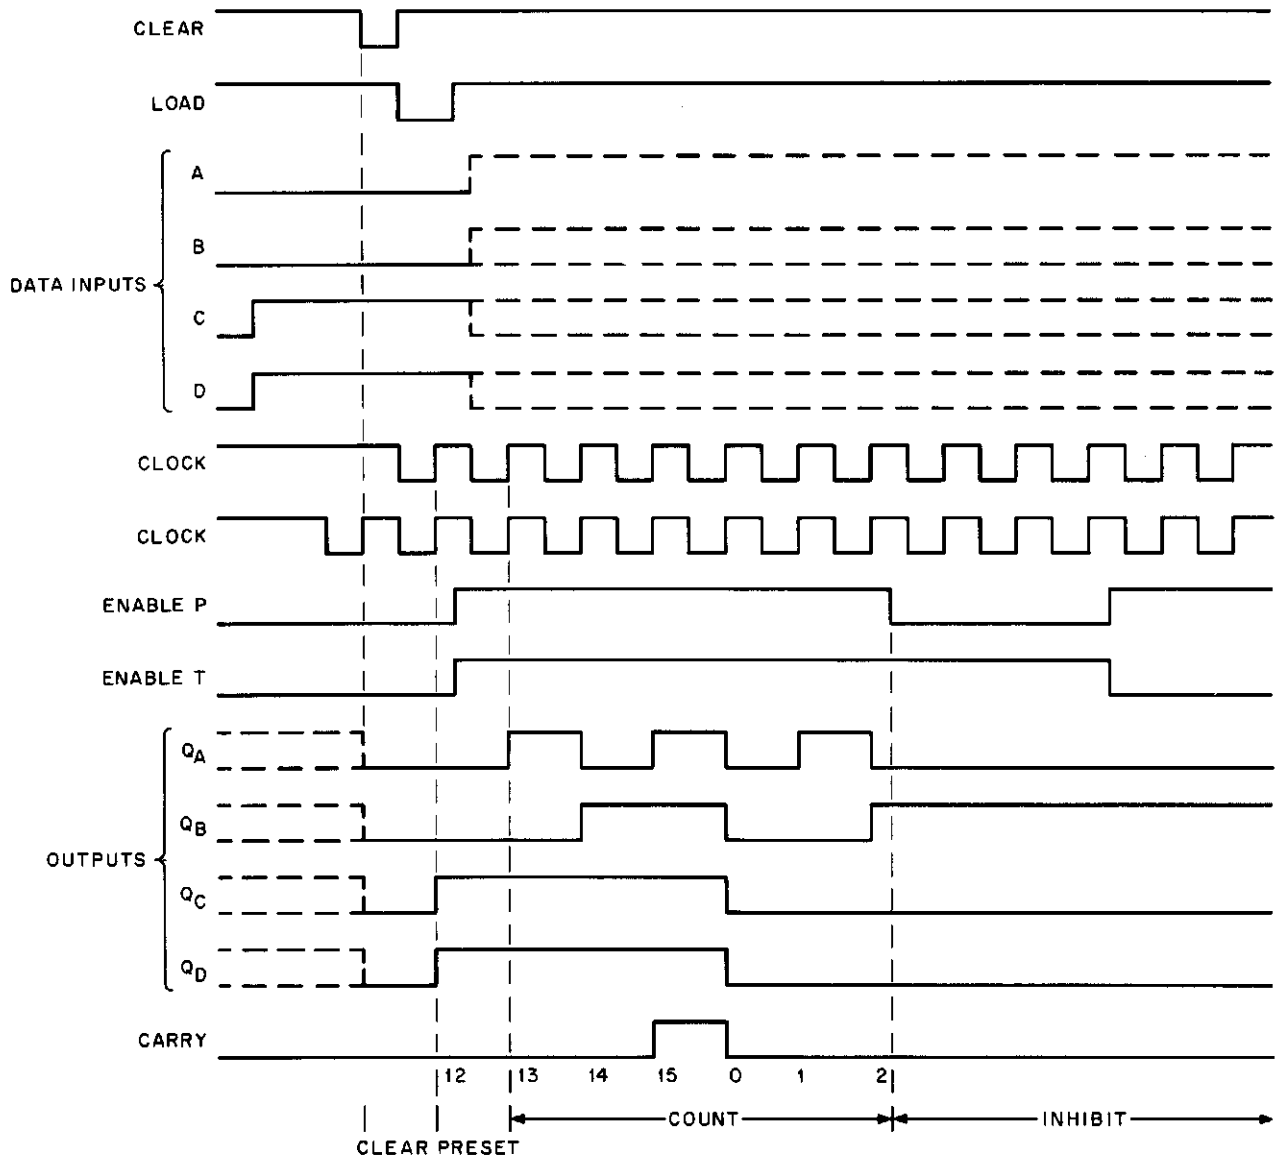 CLEAR
LOAD
DATA INPUTS
A
B
C
D
CLOCK
CLOCK
ENABLE P
ENABLE T
OUTPUTS
QA
QB
QC
QD
CARRY
12 13 14 15 0 1 2
COUNT INHIBIT
CLEAR PRESET